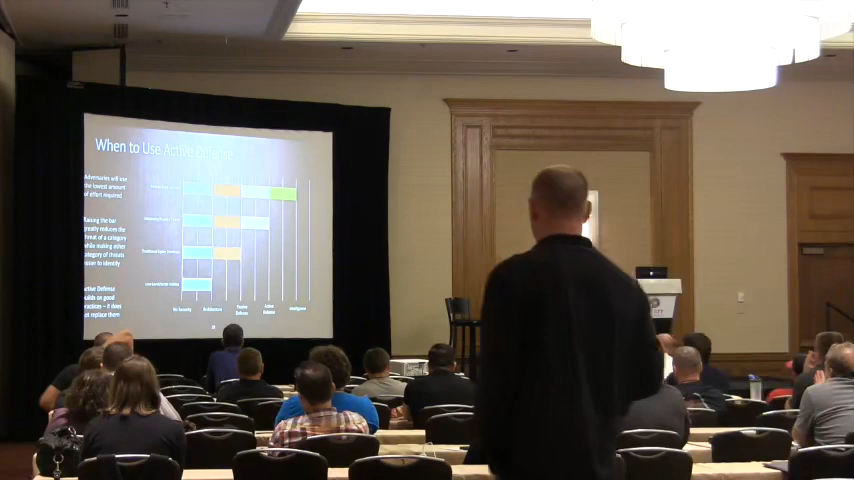 When to Use Active Defense
Adversaries will use
the lowest amount
of effort required
Raising the bar
greatly reduces the
threat of a category
while making other
category of threats
easier to identify
Active Defense
builds on good
practices – it does
not replace them
No Security
Architecture
Passive
Defense
Active
Defense
Intelligence